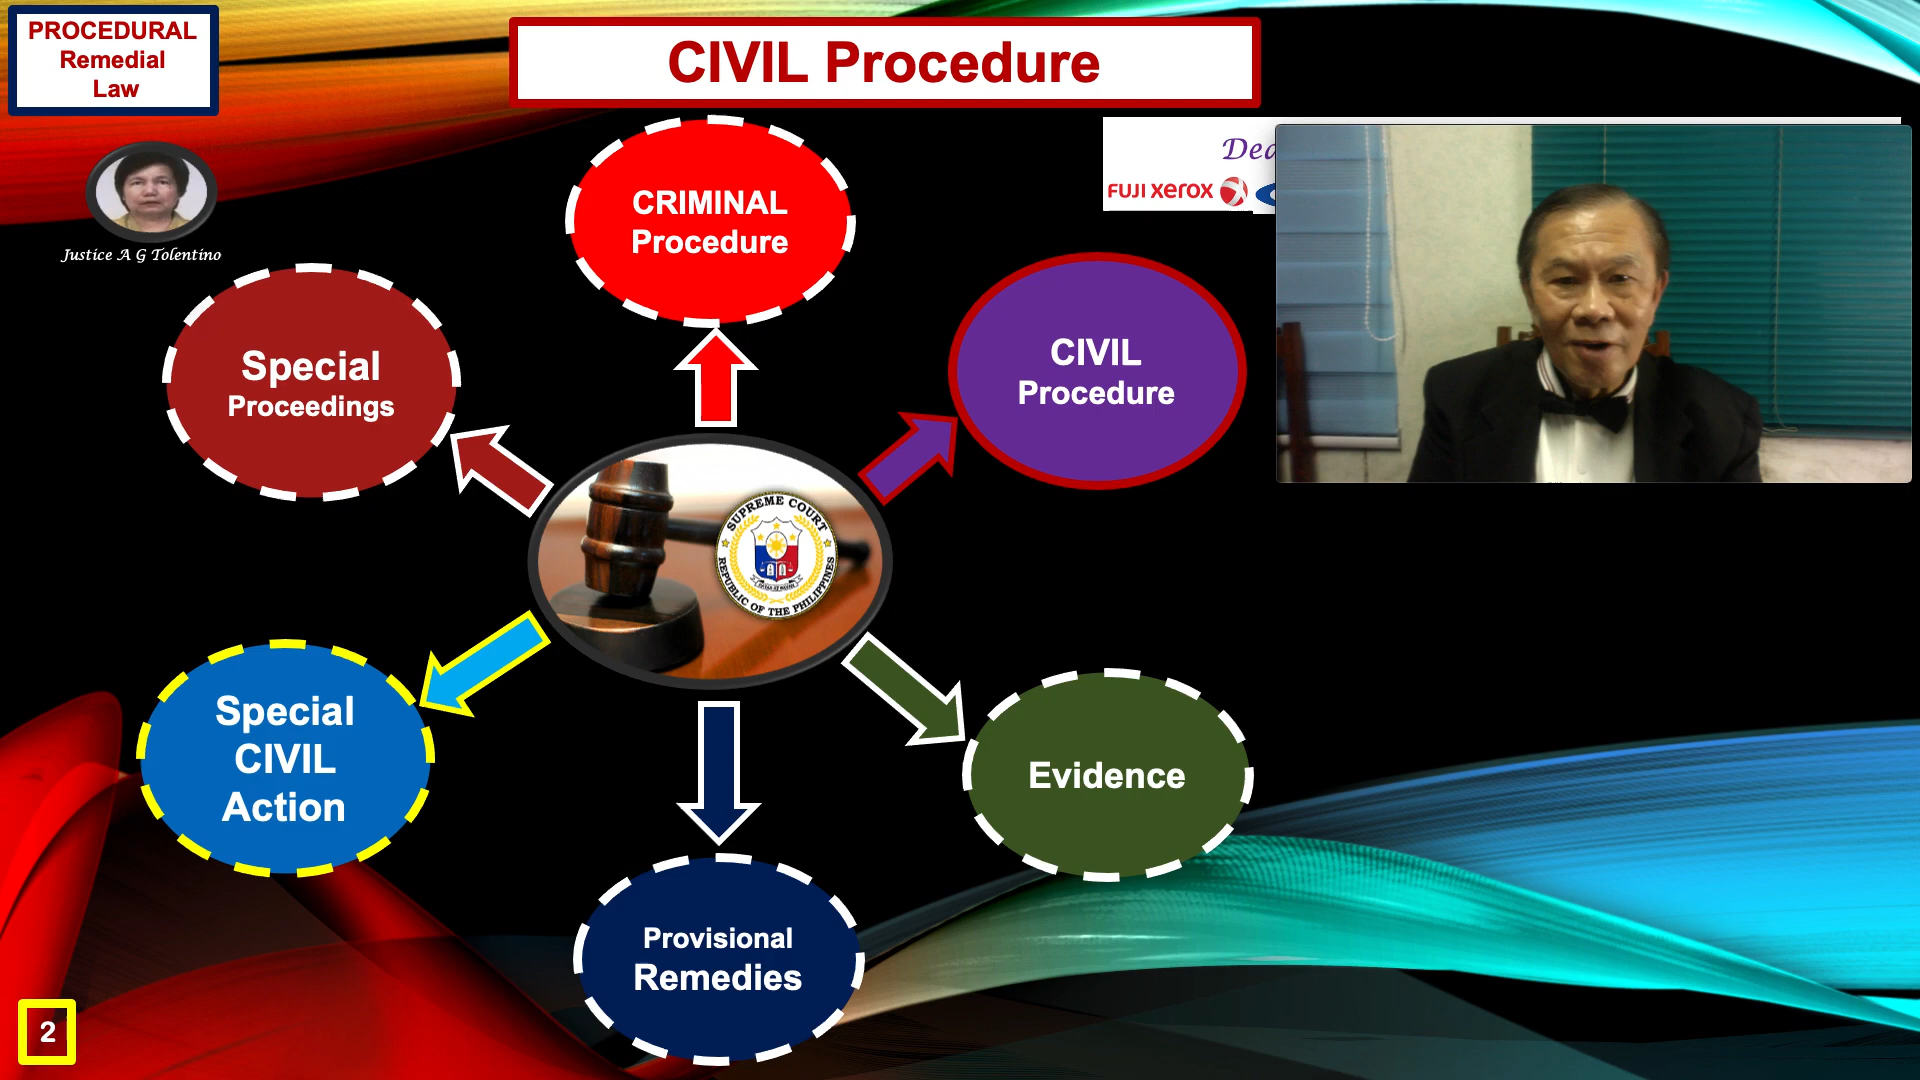 PROCEDURAL
Remedial
Law
CIVIL Procedure
Justice A G Tolentino
FUJI xerox
CRIMINAL
Procedure
CIVIL
Procedure
Special
Proceedings
SUPREME COURT
REPUBLIC OF THE PHILIPPINES
Special
CIVIL
Action
Evidence
Provisional
Remedies
2